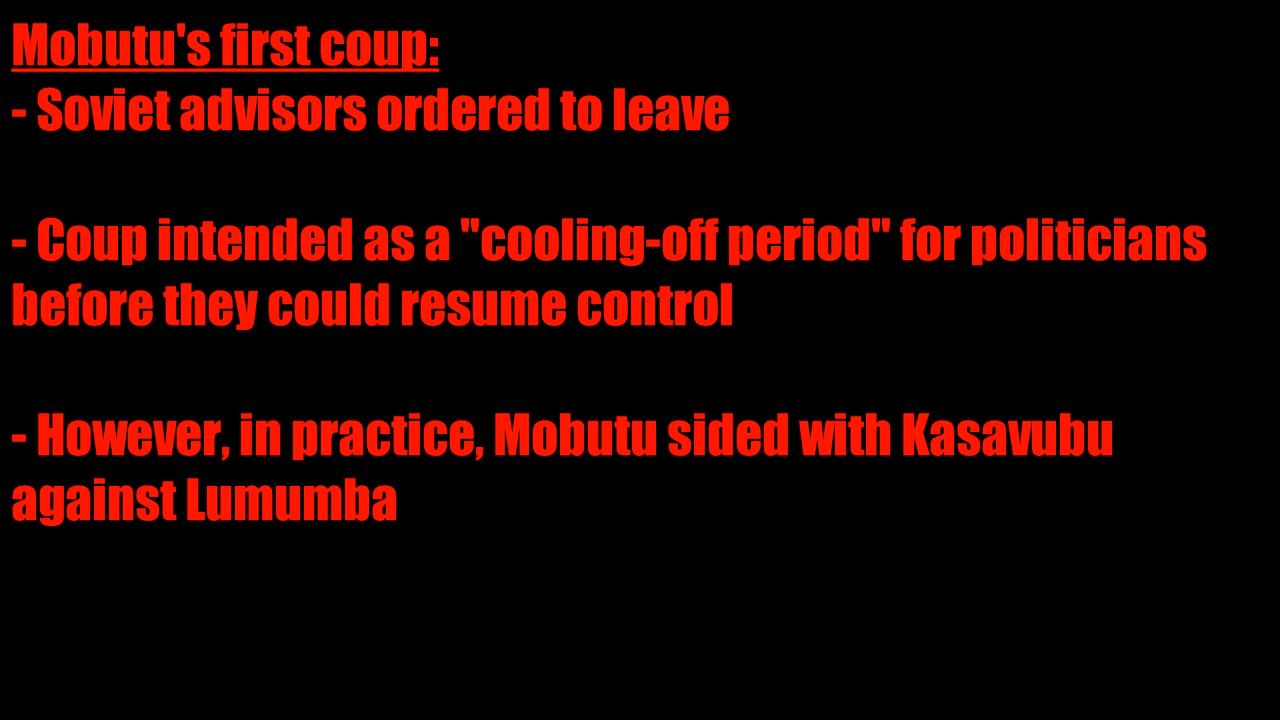 Mobutu's first coup:
- Soviet advisors ordered to leave
- Coup intended as a "cooling-off period" for politicians
before they could resume control
- However, in practice, Mobutu sided with Kasavubu
against Lumumba